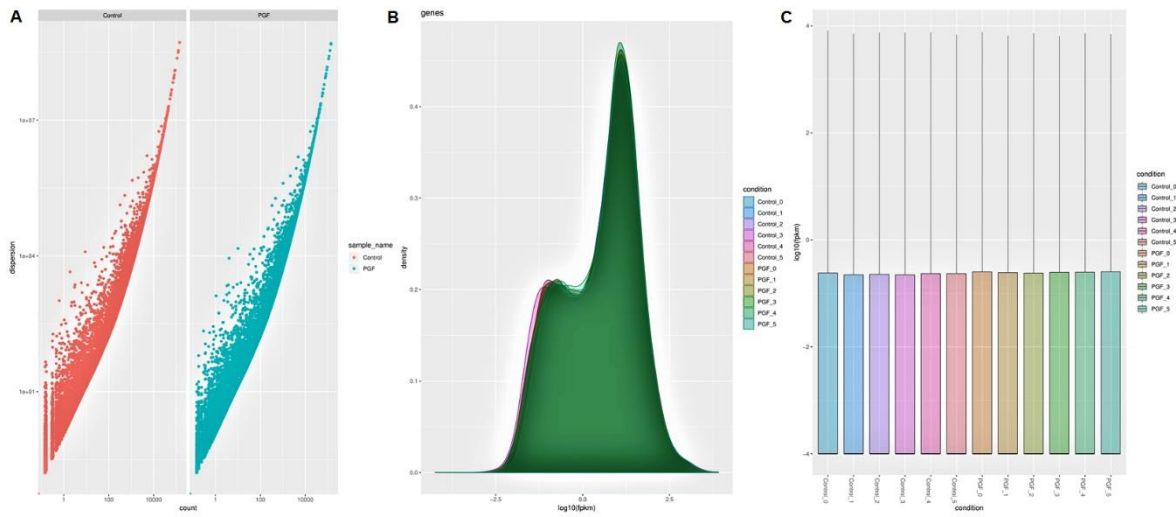 A
Control
PGF
dispersion
1e+07
1e+04
1e+01
1
100
10000
1
100
10000
count
sample_name
Control
PGF
B
genes
density
0.4
0.3
0.2
0.1
0.0
−2.5
0.0
2.5
log10(fpkm)
condition
Control_0
Control_1
Control_2
Control_3
Control_4
Control_5
PGF_0
PGF_1
PGF_2
PGF_3
PGF_4
PGF_5
C
log10(fpkm)
4
2
0
−2
−4
Control_0
Control_1
Control_2
Control_3
Control_4
Control_5
PGF_0
PGF_1
PGF_2
PGF_3
PGF_4
PGF_5
condition
condition
Control_0
Control_1
Control_2
Control_3
Control_4
Control_5
PGF_0
PGF_1
PGF_2
PGF_3
PGF_4
PGF_5